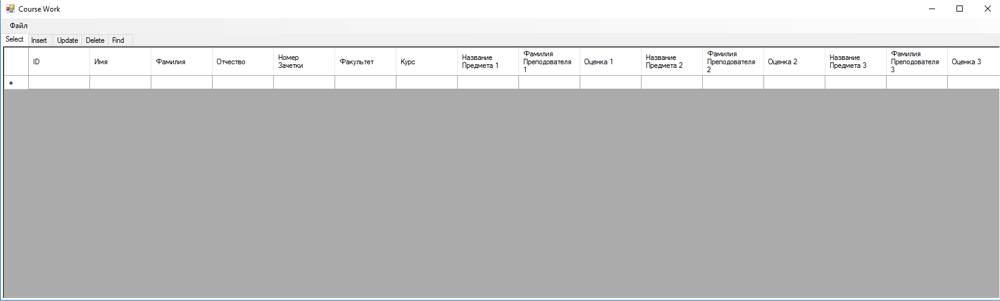 Course Work
Файл
Select Insert Update Delete Find
ID
Имя
Фамилия
Отчество
Номер
Зачетки
Факультет
Курс
Название
Предмета 1
Фамилия
Преподователя
1
Оценка 1
Название
Предмета 2
Фамилия
Преподователя
2
Оценка 2
Название
Предмета 3
Фамилия
Преподователя
3
Оценка 3